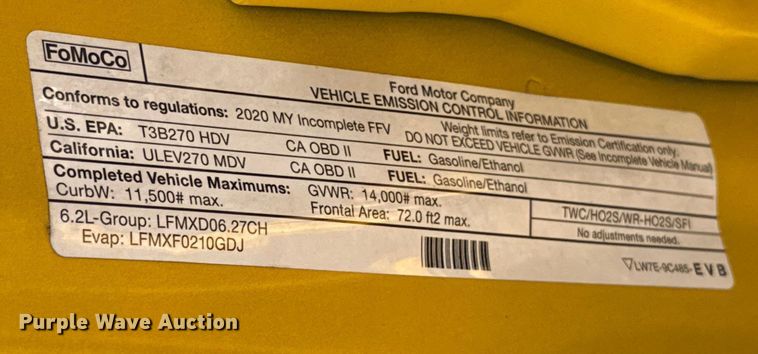 FoMoCo
Ford Motor Company
VEHICLE EMISSION CONTROL INFORMATION
Conforms to regulations: 2020 MY Incomplete FFV
Weight limits refer to Emission Certification only.
U.S. EPA: T3B270 HDV CA OBD II
DO NOT EXCEED VEHICLE GVWR (See Incomplete Vehicle Manual)
FUEL: Gasoline/Ethanol
California: ULEV270 MDV CA OBD II FUEL: Gasoline/Ethanol
Completed Vehicle Maximums: GVWR: 14,000# max.
CurbW: 11,500# max. Frontal Area: 72.0 ft2 max.
TWC/HO2S/WR-HO2S/SFI
6.2L-Group: LFMXD06.27CH
No adjustments needed.
Evap: LFMXF0210GDJ
LW7E-9C485-EVB
Purple Wave Auction